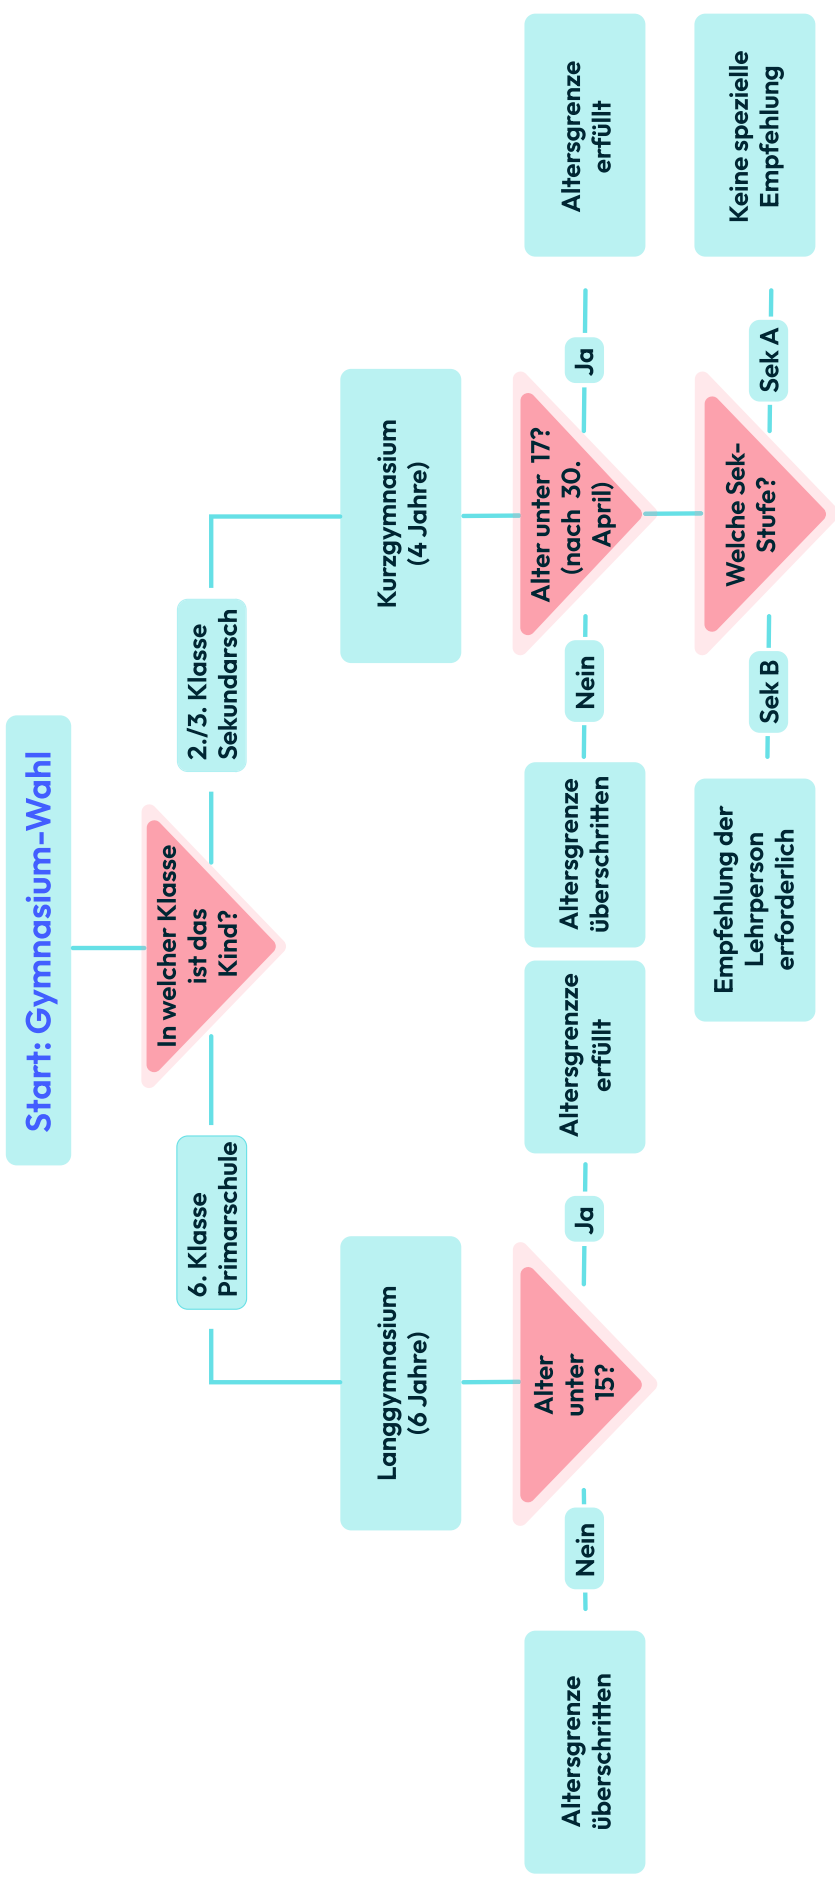 Start: Gymnasium-Wahl
In welcher Klasse
ist das
Kind?
6. Klasse
Primarschule
2./3. Klasse
Sekundarsch
Langgymnasium
(6 Jahre)
Kurzgymnasium
(4 Jahre)
Altersgrenze
überschritten
Nein
Alter
unter
15?
Ja
Altersgrenzze
erfüllt
Altersgrenze
überschritten
Nein
Alter unter 17?
(nach 30.
April)
Ja
Altersgrenze
erfüllt
Empfehlung der
Lehrperson
erforderlich
Sek B
Welche Sek-
Stufe?
Sek A
Keine spezielle
Empfehlung